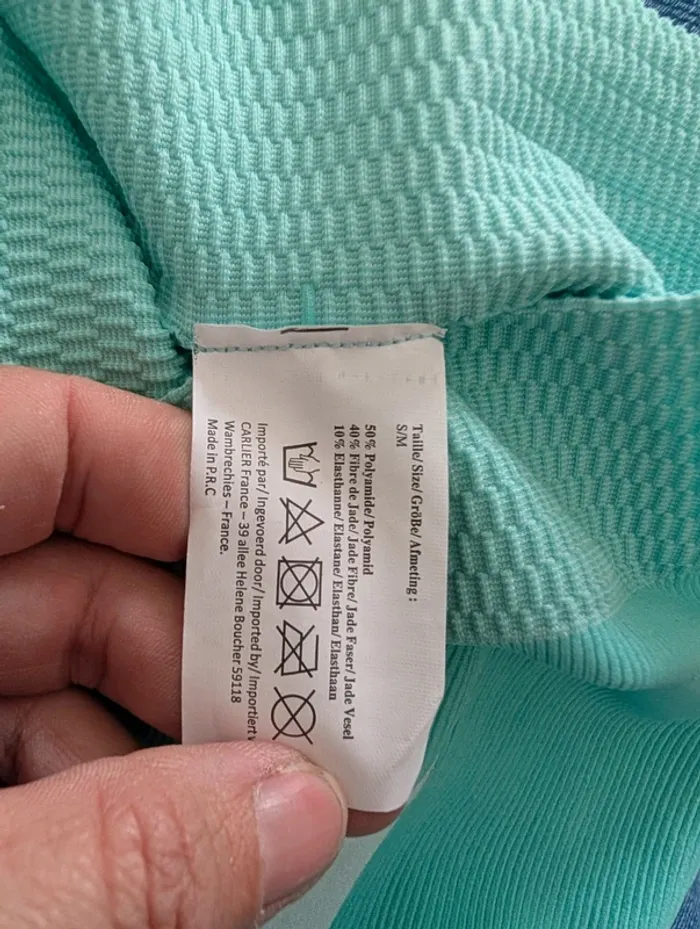 Taille/Size/Größe/Afmeting :
S/M
50% Polyamide/Polyamid
40% Fibre de Jade/Jade Fibre/Jade Faser/Jade Vesel
10% Elasthanne/Elastane/Elasthan/Elasthaan
Importé par/Ingevoerd door/Imported by/Importiert
CARLIER France – 39 allee Helene Boucher 59118
Wambrechies – France.
Made in P.R.C